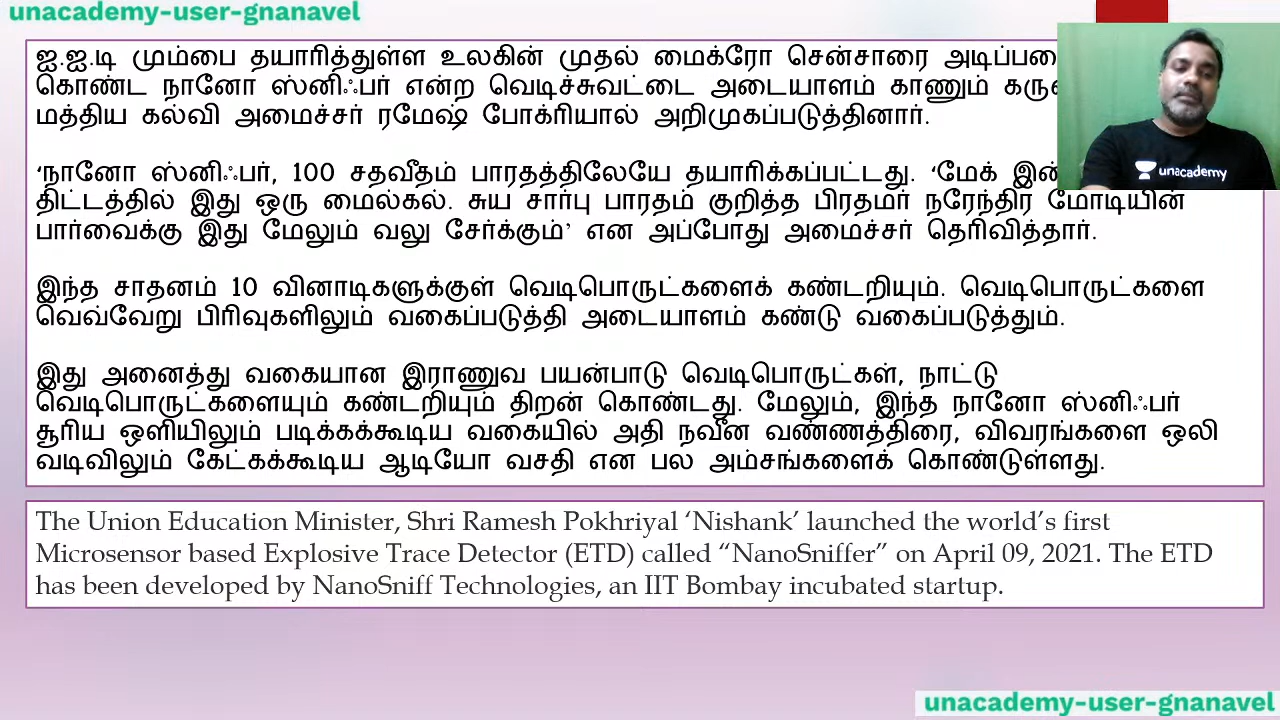 unacademy-user-gnanavel
ஐ.ஐ.டி மும்பை தயாரித்துள்ள உலகின் முதல் மைக்ரோ சென்சாரை
கொண்ட நானோ ஸ்னிஃபர் என்ற வெடிச்சுவட்டை அடையாளம் காணும்
மத்திய கல்வி அமைச்சர் ரமேஷ் போக்ரியால் அறிமுகப்படுத்தினார்.
unacademy
‘நானோ ஸ்னிஃபர், 100 சதவீதம் பாரதத்திலேயே தயாரிக்கப்பட்டது. ‘மேக்
திட்டத்தில் இது ஒரு மைல்கல். சுய சார்பு பாரதம் குறித்த பிரதமர் நரேந்திர மோடியின்
பார்வைக்கு இது மேலும் வலு சேர்க்கும்’ என அப்போது அமைச்சர் தெரிவித்தார்.
இந்த சாதனம் 10 வினாடிகளுக்குள் வெடிபொருட்களைக் கண்டறியும். வெடிபொருட்களை
வெவ்வேறு பிரிவுகளிலும் வகைப்படுத்தி அடையாளம் கண்டு வகைப்படுத்தும்.
இது அனைத்து வகையான இராணுவ பயன்பாடு வெடிபொருட்கள், நாட்டு
வெடிபொருட்களையும் கண்டறியும் திறன் கொண்டது. மேலும், இந்த நானோ ஸ்னிஃபர்
சூரிய ஒளியிலும் படிக்கக்கூடிய வகையில் அதி நவீன வண்ணத்திரை, விவரங்களை ஒலி
வடிவிலும் கேட்கக்கூடிய ஆடியோ வசதி என பல அம்சங்களைக் கொண்டுள்ளது.
The Union Education Minister, Shri Ramesh Pokhriyal ‘Nishank’ launched the world’s first
Microsensor based Explosive Trace Detector (ETD) called “NanoSniffer” on April 09, 2021. The ETD
has been developed by NanoSniff Technologies, an IIT Bombay incubated startup.
unacademy-user-gnanavel